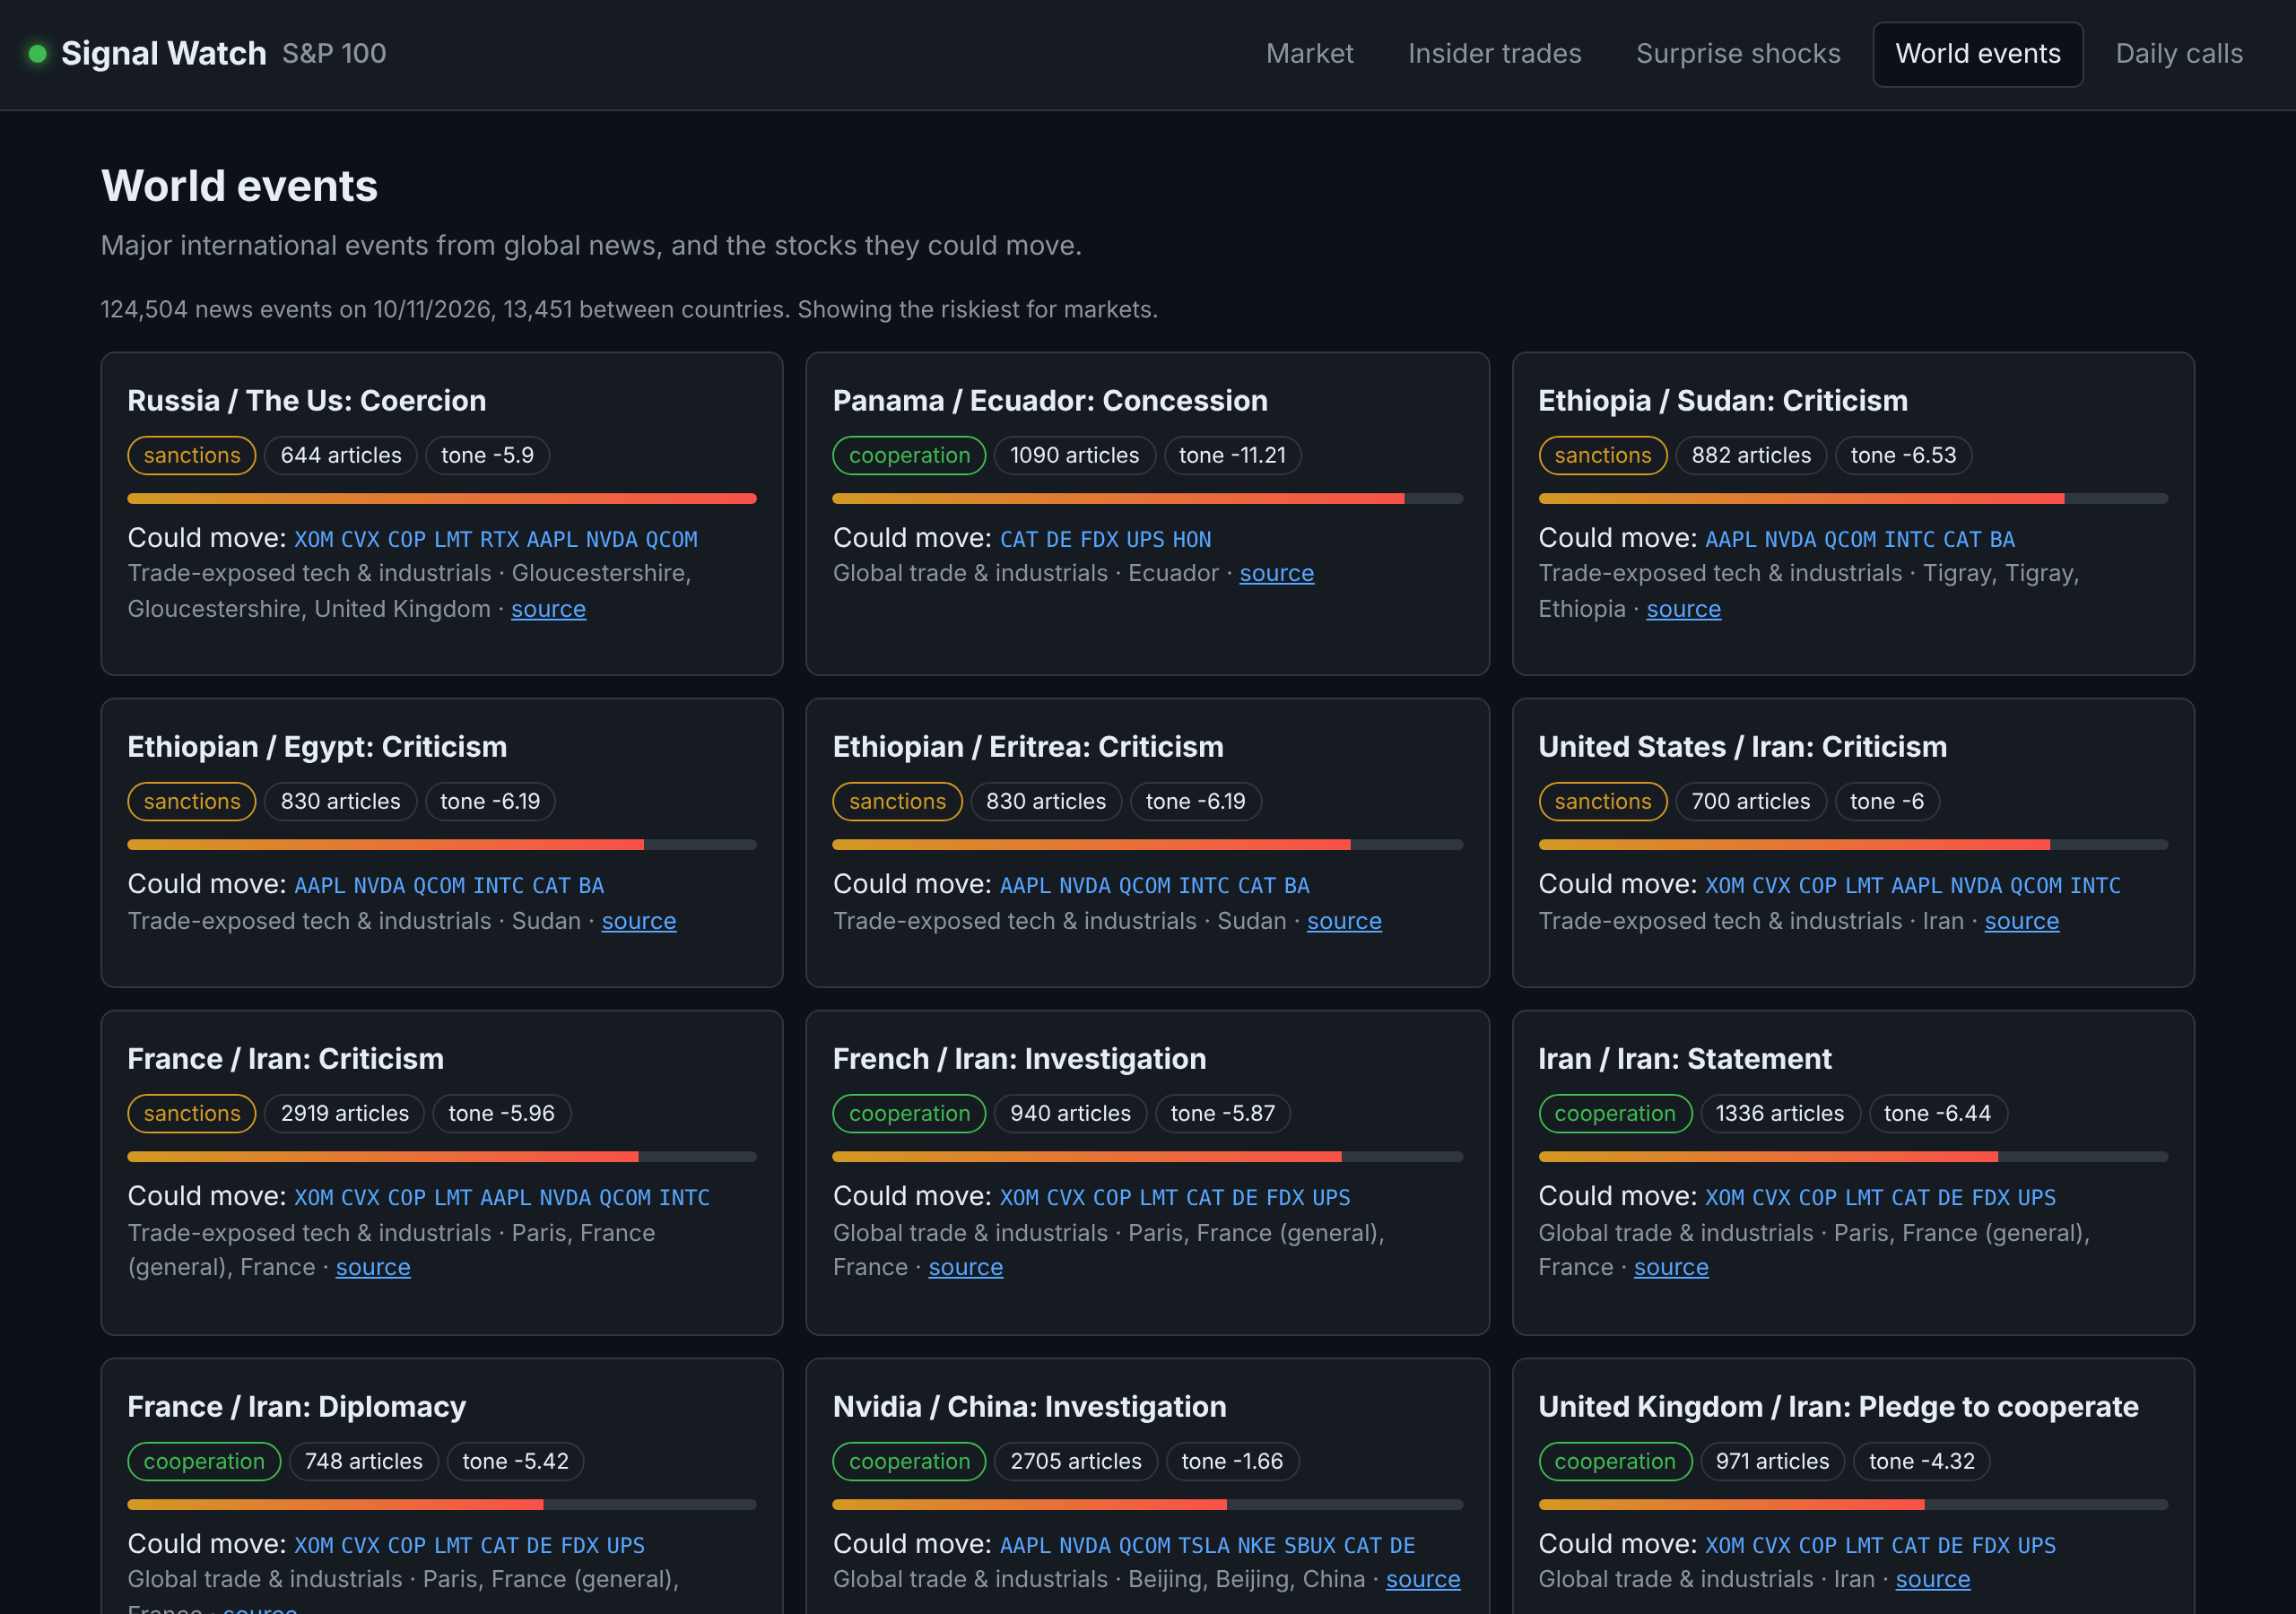 Signal Watch S&P 100
Market
Insider trades
Surprise shocks
World events
Daily calls
World events
Major international events from global news, and the stocks they could move.
124,504 news events on 10/11/2026, 13,451 between countries. Showing the riskiest for markets.
Russia / The Us: Coercion
sanctions 644 articles tone -5.9
Could move: XOM CVX COP LMT RTX AAPL NVDA QCOM
Trade-exposed tech & industrials · Gloucestershire,
Gloucestershire, United Kingdom · source
Panama / Ecuador: Concession
cooperation 1090 articles tone -11.21
Could move: CAT DE FDX UPS HON
Global trade & industrials · Ecuador · source
Ethiopia / Sudan: Criticism
sanctions 882 articles tone -6.53
Could move: AAPL NVDA QCOM INTC CAT BA
Trade-exposed tech & industrials · Tigray, Tigray,
Ethiopia · source
Ethiopian / Egypt: Criticism
sanctions 830 articles tone -6.19
Could move: AAPL NVDA QCOM INTC CAT BA
Trade-exposed tech & industrials · Sudan · source
Ethiopian / Eritrea: Criticism
sanctions 830 articles tone -6.19
Could move: AAPL NVDA QCOM INTC CAT BA
Trade-exposed tech & industrials · Sudan · source
United States / Iran: Criticism
sanctions 700 articles tone -6
Could move: XOM CVX COP LMT AAPL NVDA QCOM INTC
Trade-exposed tech & industrials · Iran · source
France / Iran: Criticism
sanctions 2919 articles tone -5.96
Could move: XOM CVX COP LMT AAPL NVDA QCOM INTC
Trade-exposed tech & industrials · Paris, France
(general), France · source
French / Iran: Investigation
cooperation 940 articles tone -5.87
Could move: XOM CVX COP LMT CAT DE FDX UPS
Global trade & industrials · Paris, France (general),
France · source
Iran / Iran: Statement
cooperation 1336 articles tone -6.44
Could move: XOM CVX COP LMT CAT DE FDX UPS
Global trade & industrials · Paris, France (general),
France · source
France / Iran: Diplomacy
cooperation 748 articles tone -5.42
Could move: XOM CVX COP LMT CAT DE FDX UPS
Global trade & industrials · Paris, France (general),
France · source
Nvidia / China: Investigation
cooperation 2705 articles tone -1.66
Could move: AAPL NVDA QCOM TSLA NKE SBUX CAT DE
Global trade & industrials · Beijing, Beijing, China · source
United Kingdom / Iran: Pledge to cooperate
cooperation 971 articles tone -4.32
Could move: XOM CVX COP LMT CAT DE FDX UPS
Global trade & industrials · Iran · source